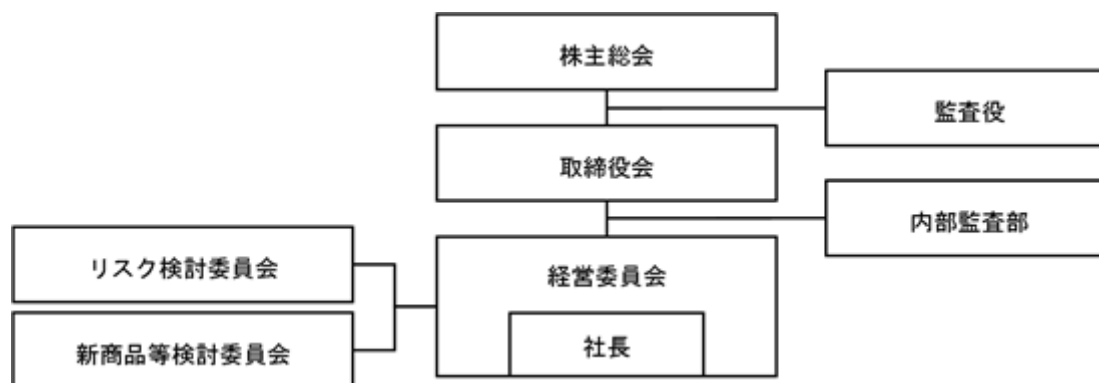 株主総会
監査役
取締役会
内部監査部
リスク検討委員会
経営委員会
新商品等検討委員会
社長